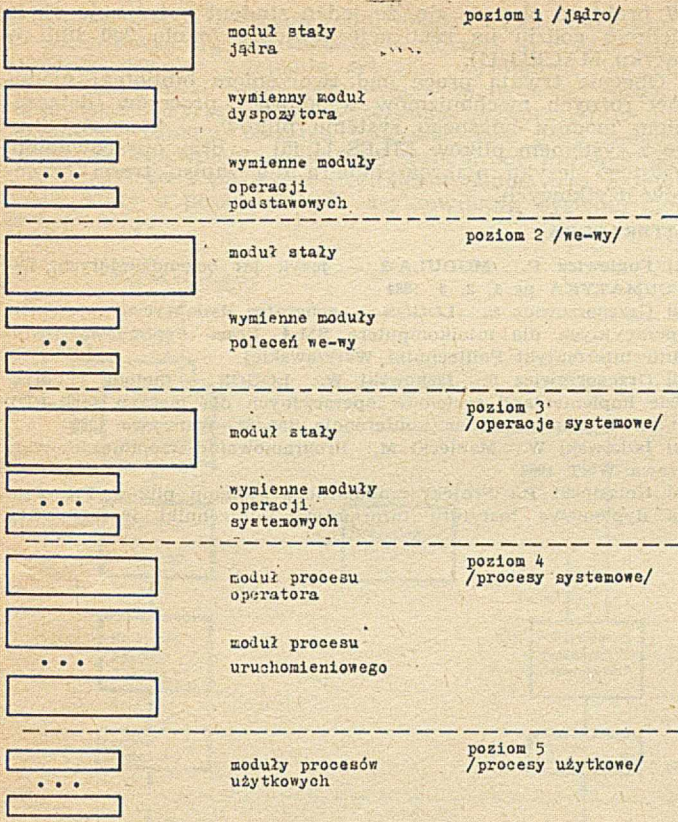 moduł stały
jądra
poziom i /jądro/
wymienny moduł
dyspozytora
wymienne moduły
operacji
podstawowych
moduł stały
poziom 2 /we-wy/
wymienne moduły
poleceń we-wy
moduł stały
poziom 3
/operacje systemowe/
wymienne moduły
operacji
systemowych
moduł procesu
operatora
poziom 4
/procesy systemowe/
moduł procesu
uruchomieniowego
moduły procesów
użytkowych
poziom 5
/procesy użytkowe/